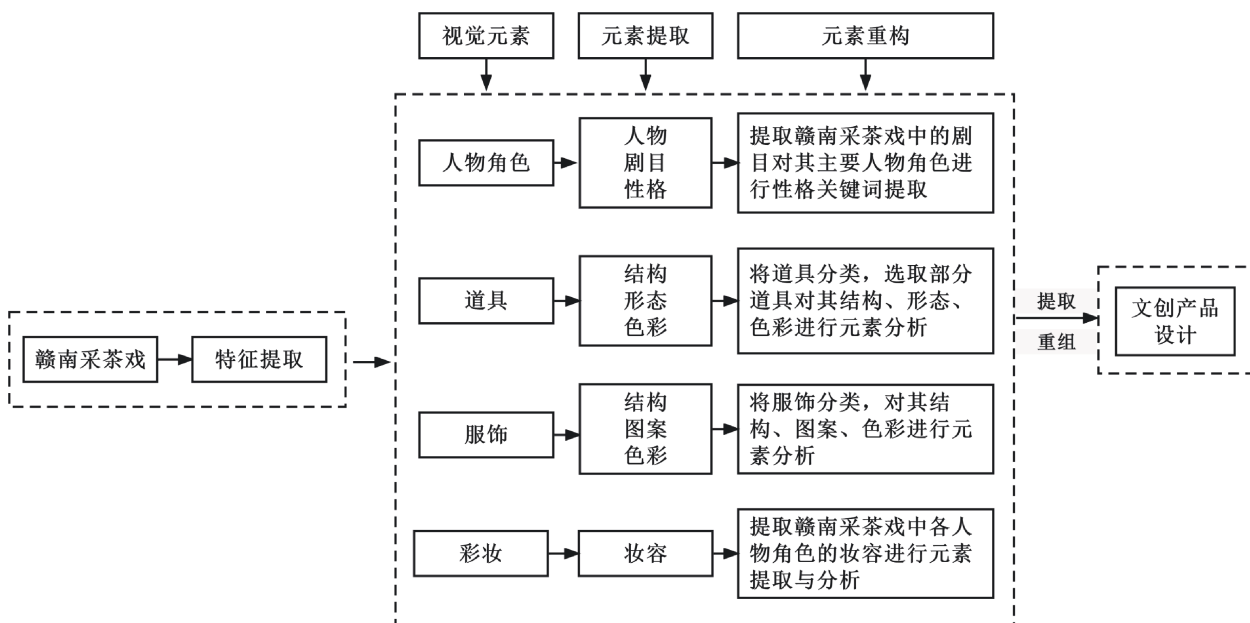 视觉元素
元素提取
元素重构
人物角色
人物
剧目
性格
提取赣南采茶戏中的剧
目对其主要人物角色进
行性格关键词提取
道具
结构
形态
色彩
将道具分类，选取部分
道具对其结构、形态、
色彩进行元素分析
赣南采茶戏
特征提取
提取
重组
文创产品
设计
服饰
结构
图案
色彩
将服饰分类，对其结
构、图案、色彩进行元
素分析
彩妆
妆容
提取赣南采茶戏中各人
物角色的妆容进行元素
提取与分析